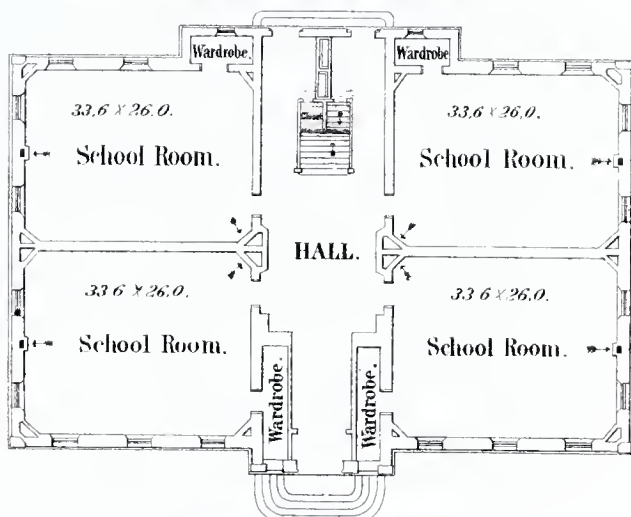 Wardrobe.
Wardrobe
Closet
33,6 X 26,0.
33,6 X 26,0.
School Room.
School Room.
HALL.
33 6 X 26,0.
33 6 X 26,0.
School Room.
School Room.
Wardrobe.
Wardrobe.